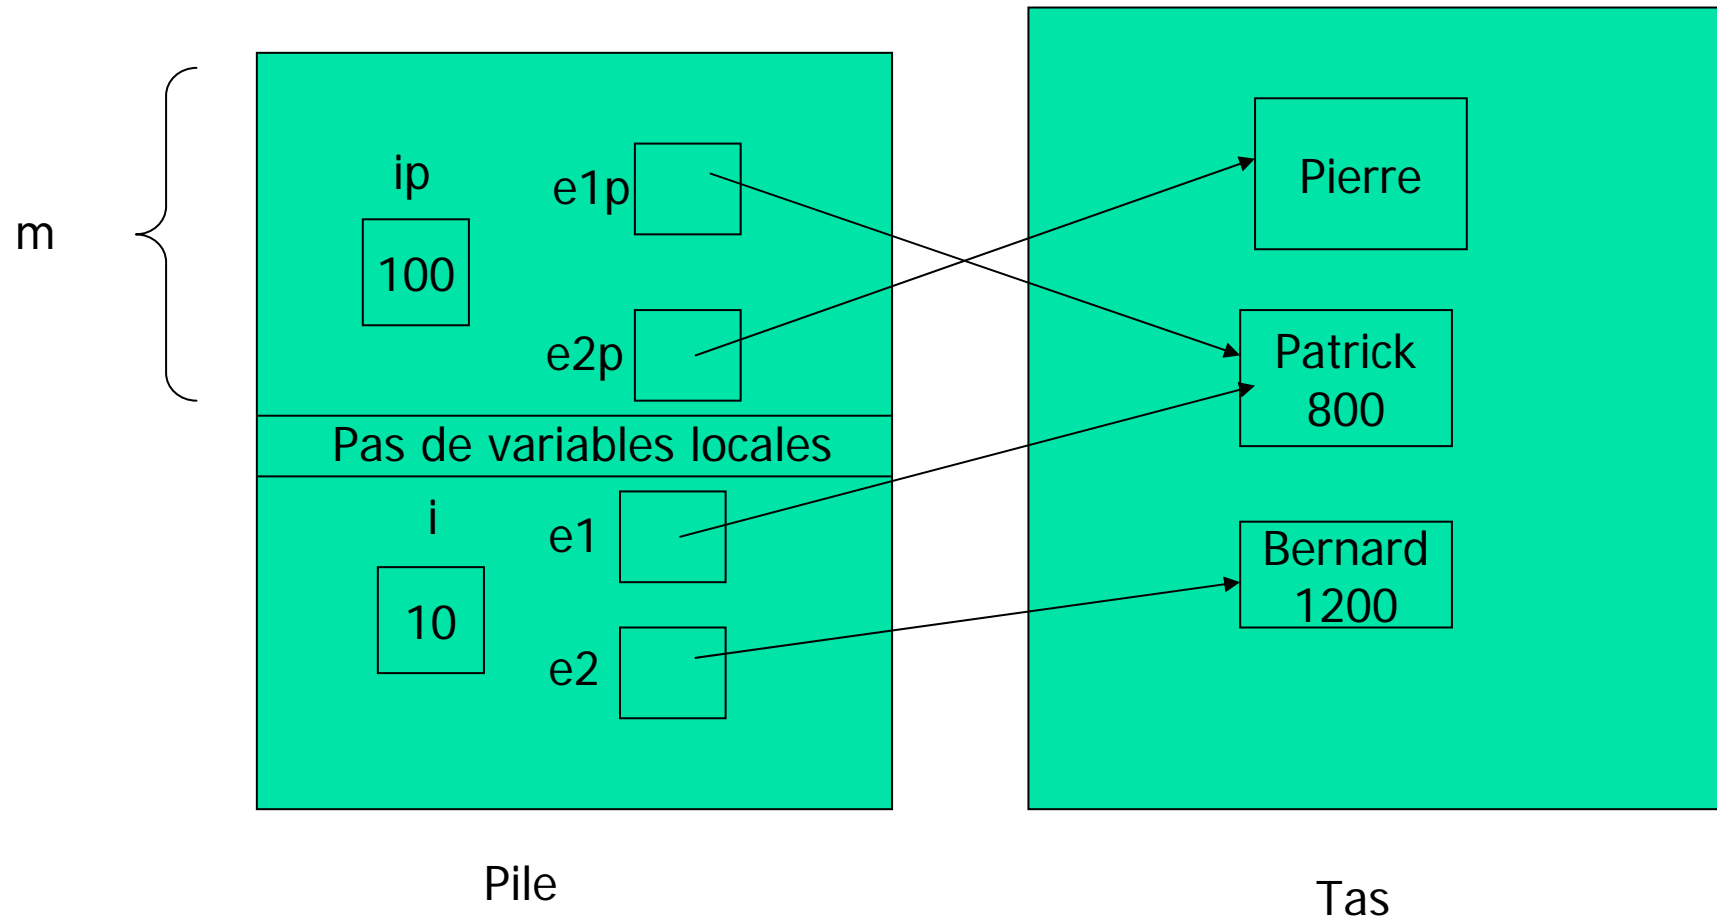 m
ip
100
e1p
e2p
Pas de variables locales
i
10
e1
e2
Pile
Pierre
Patrick
800
Bernard
1200
Tas